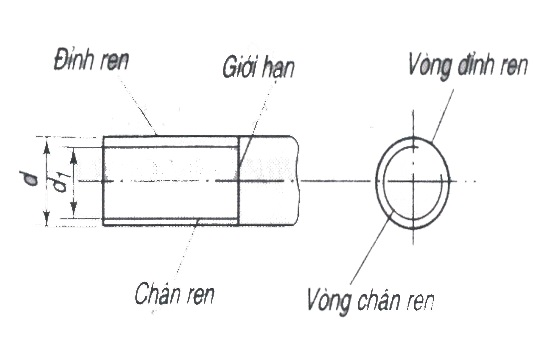 Đỉnh ren
Giới hạn
Vòng đỉnh ren
d
d1
Chân ren
Vòng chân ren